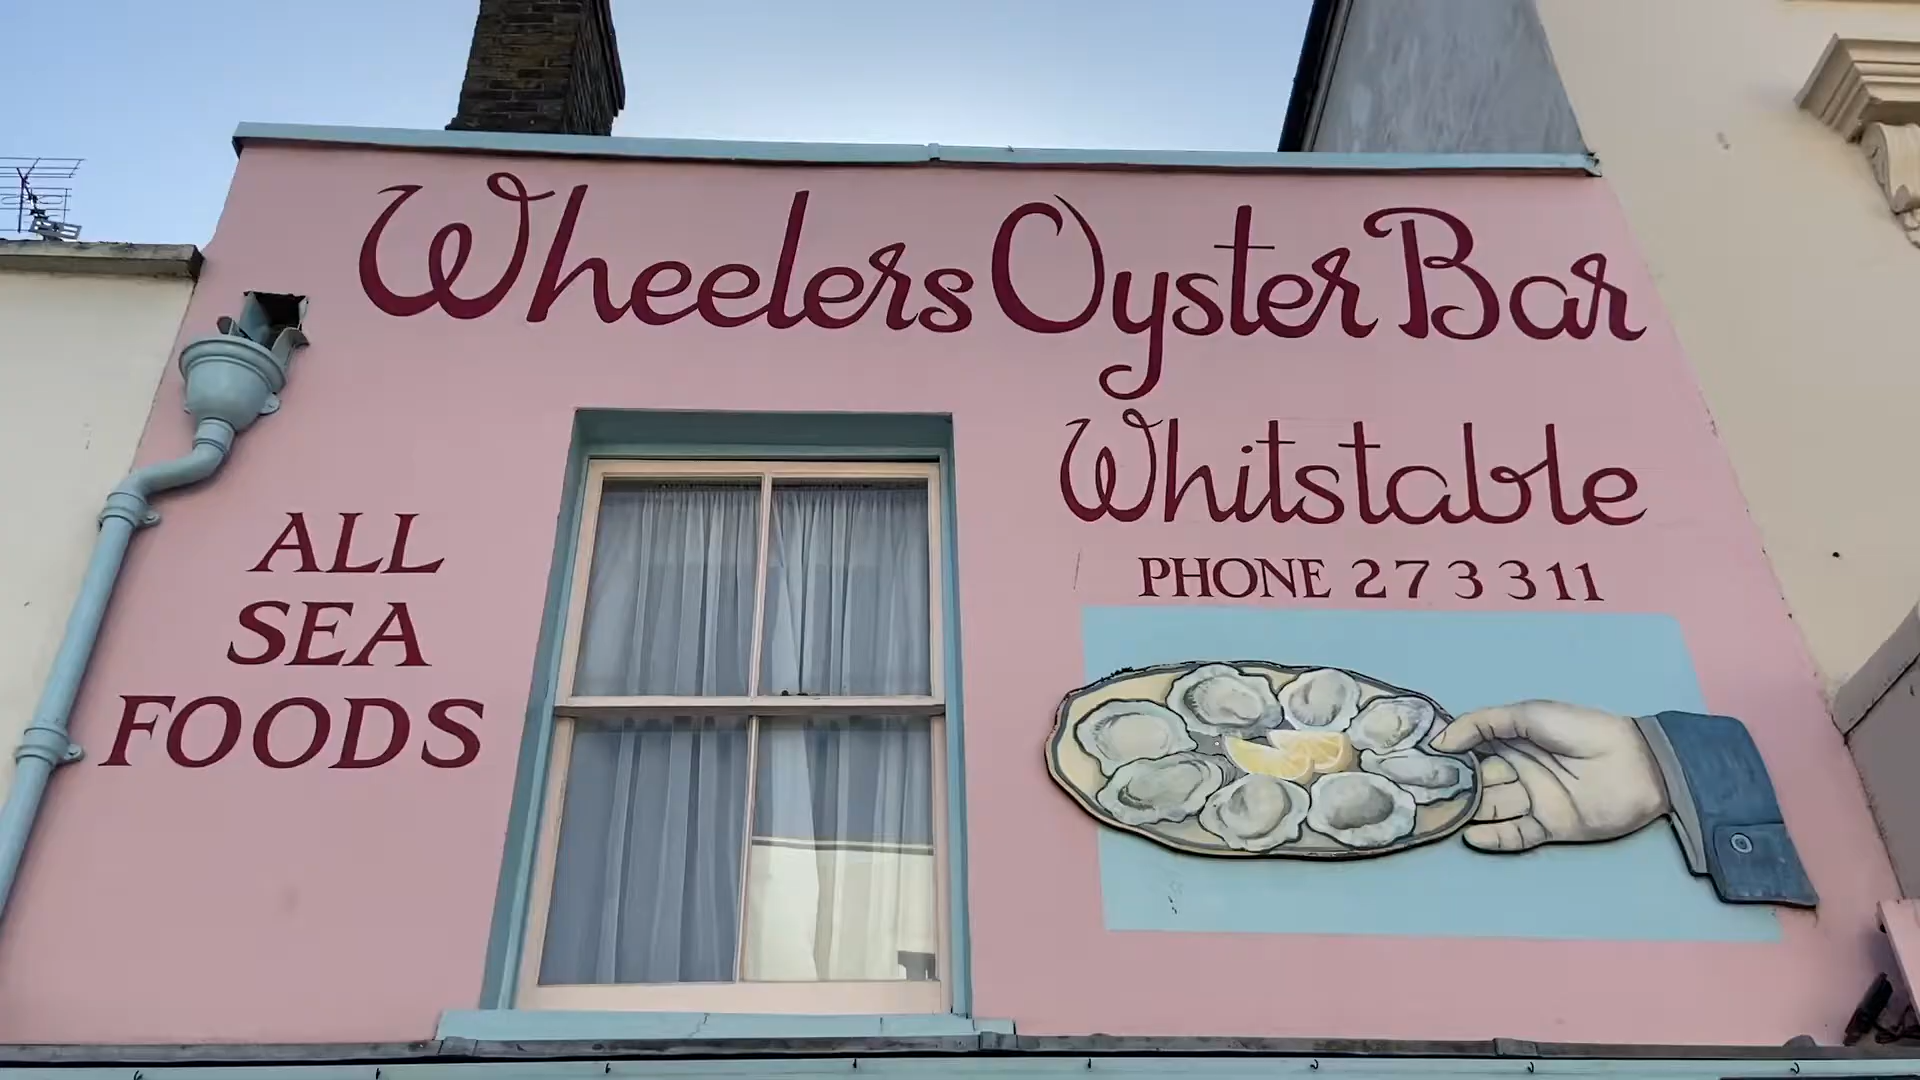 Wheelers Oyster Bar
Whitstable
PHONE 273311
ALL
SEA
FOODS